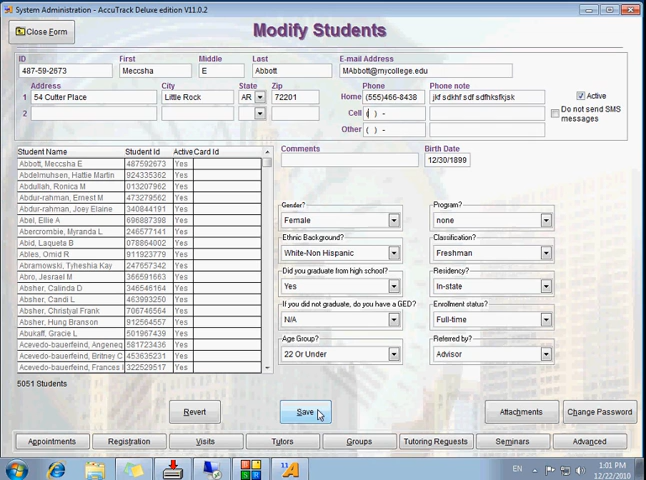 System Administration - AccuTrack Deluxe edition V11.0.2
Close Form
Modify Students
ID First Middle Last E-mail Address
487-59-2673 Meccsha E Abbott MAbbott@mycollege.edu
Address City State Zip Phone Phone note
1 54 Cutter Place Little Rock AR 72201 Home (555)466-8438 jkf sdkhf sdf sdfhksfkjsk
Active
2 Cell ( ) -
Do not send SMS messages
Other ( ) -
Student Name Student Id Active Card Id
Comments Birth Date
12/30/1899
Abbott, Meccsha E 487592673 Yes
Abdelmuhsen, Hattie Martin 924335362 Yes
Abdullah, Ronica M 013207962 Yes
Abdur-rahman, Ernest M 473279562 Yes
Abdur-rahman, Joey Elaine 344840191 Yes
Abel, Ellie A 696887398 Yes
Abercrombie, Myranda L 246577141 Yes
Abid, Laqueta B 078864002 Yes
Ables, Omid R 911923779 Yes
Abramowski, Tyheshia Kay 247657342 Yes
Abro, Jesrael M 366591663 Yes
Absher, Calinda D 346546164 Yes
Absher, Candi L 463993250 Yes
Absher, Christyal Frank 706746564 Yes
Absher, Hung Branson 912564557 Yes
Abukaff, Gracie L 501967439 Yes
Acevedo-bauerfeind, Angeneq 581723436 Yes
Acevedo-bauerfeind, Britney C 453635231 Yes
Acevedo-bauerfeind, Frances I 322529517 Yes
5051 Students
Gender? Program?
Female none
Ethnic Background? Classification?
White-Non Hispanic Freshman
Did you graduate from high school? Residency?
Yes In-state
If you did not graduate, do you have a GED? Enrollment status?
N/A Full-time
Age Group? Referred by?
22 Or Under Advisor
Revert Save Attachments Change Password
Appointments Registration Visits Tutors Groups Tutoring Requests Seminars Advanced
EN 1:01 PM
12/22/2010